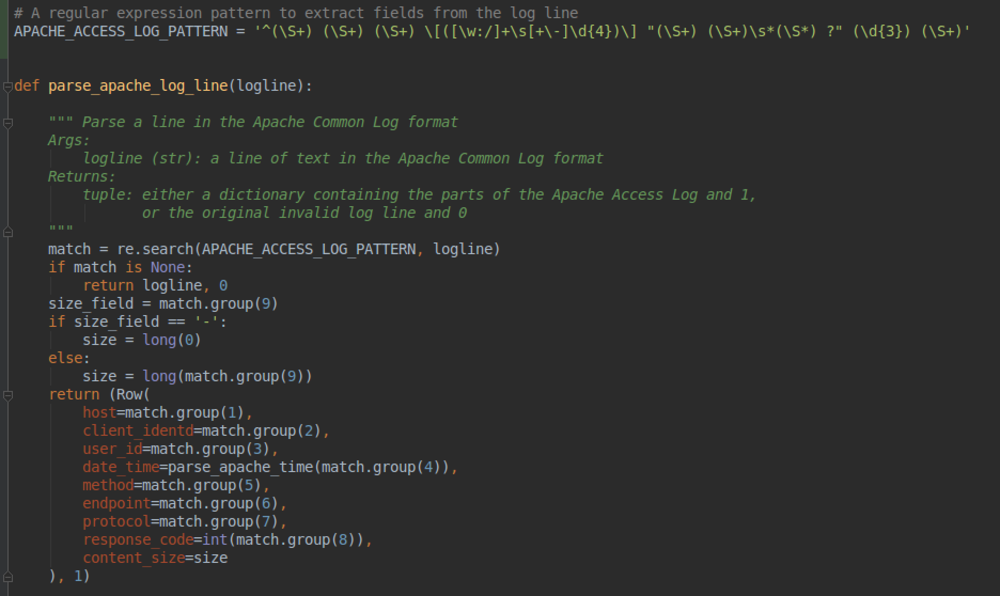 # A regular expression pattern to extract fields from the log line
APACHE_ACCESS_LOG_PATTERN = '^(\S+) (\S+) (\S+) \[([\w:/]+\s[+\-]\d{4})\] "(\S+) (\S+)\s*(\S*) ?" (\d{3}) (\S+)'
def parse_apache_log_line(logline):
    """ Parse a line in the Apache Common Log format
    Args:
        logline (str): a line of text in the Apache Common Log format
    Returns:
        tuple: either a dictionary containing the parts of the Apache Access Log and 1,
               or the original invalid log line and 0
    """
    match = re.search(APACHE_ACCESS_LOG_PATTERN, logline)
    if match is None:
        return logline, 0
    size_field = match.group(9)
    if size_field == '-':
        size = long(0)
    else:
        size = long(match.group(9))
    return (Row(
        host=match.group(1),
        client_identd=match.group(2),
        user_id=match.group(3),
        date_time=parse_apache_time(match.group(4)),
        method=match.group(5),
        endpoint=match.group(6),
        protocol=match.group(7),
        response_code=int(match.group(8)),
        content_size=size
    ), 1)